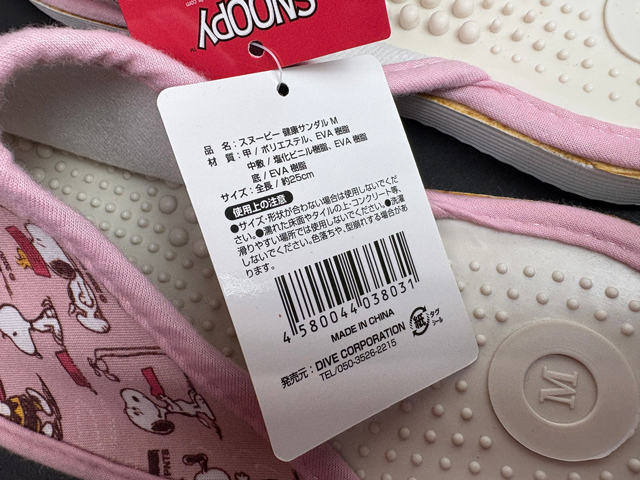 SNOOPY
品 名：スヌーピー 健康サンダル M
材 質：甲 / ポリエステル、EVA 樹脂
中敷 / 塩化ビニル樹脂、EVA 樹脂
底 / EVA 樹脂
サイズ：全長 / 約25cm
使用上の注意
●サイズ・形状が合わない場合は使用しないでくだ
さい。●濡れた床面やタイルの上・コンクリート等、
滑りやすい場所では使用しないでください。●洗濯
しないでください。色落ちや、型崩れする場合があ
ります。
4 580044 038031
MADE IN CHINA
紙 タグ シール
発売元：DIVE CORPORATION
TEL/050-3526-2215
M